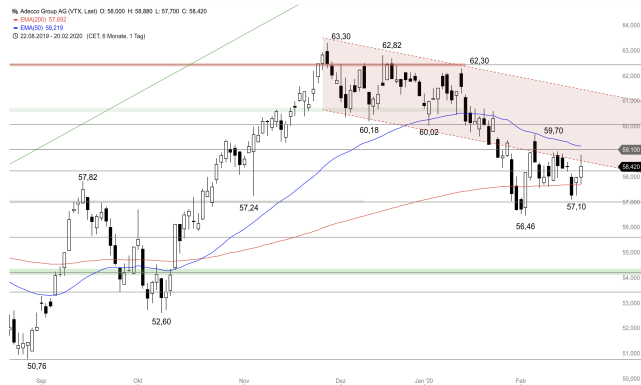 Adecco Group AG (VTX, Last) O: 58,000 H: 58,880 L: 57,700 C: 58,420
EMA(200) 57,692
EMA(50) 59,219
22.08.2019 - 20.02.2020 (CET, 6 Monate, 1 Tag)
63,30
62,82
62,30
60,18
60,02
59,70
57,82
57,24
57,10
56,46
52,60
50,76
64,000
63,000
62,000
61,000
60,000
59,100
58,420
58,000
57,000
56,000
55,000
54,000
53,000
52,000
51,000
Sep
Okt
Nov
Dez
Jan '20
Feb